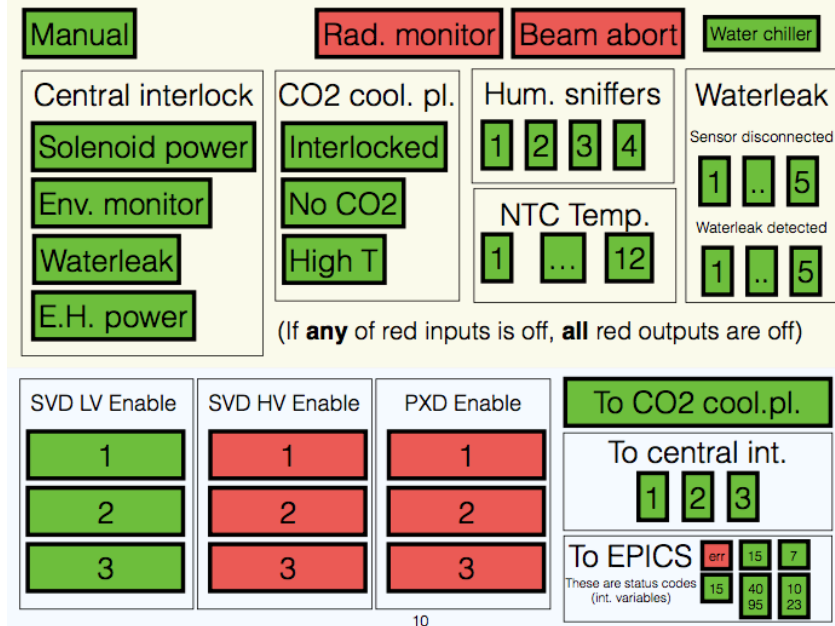 Manual
Rad. monitor
Beam abort
Water chiller
Central interlock
Solenoid power
Env. monitor
Waterleak
E.H. power
CO2 cool. pl.
Interlocked
No CO2
High T
Hum. sniffers
1 2 3 4
NTC Temp.
1 ... 12
Waterleak
Sensor disconnected
1 .. 5
Waterleak detected
1 .. 5
(If any of red inputs is off, all red outputs are off)
SVD LV Enable
1
2
3
SVD HV Enable
1
2
3
PXD Enable
1
2
3
To CO2 cool.pl.
To central int.
1 2 3
To EPICS
These are status codes
(int. variables)
err 15 7
15 40 10
95 23
10